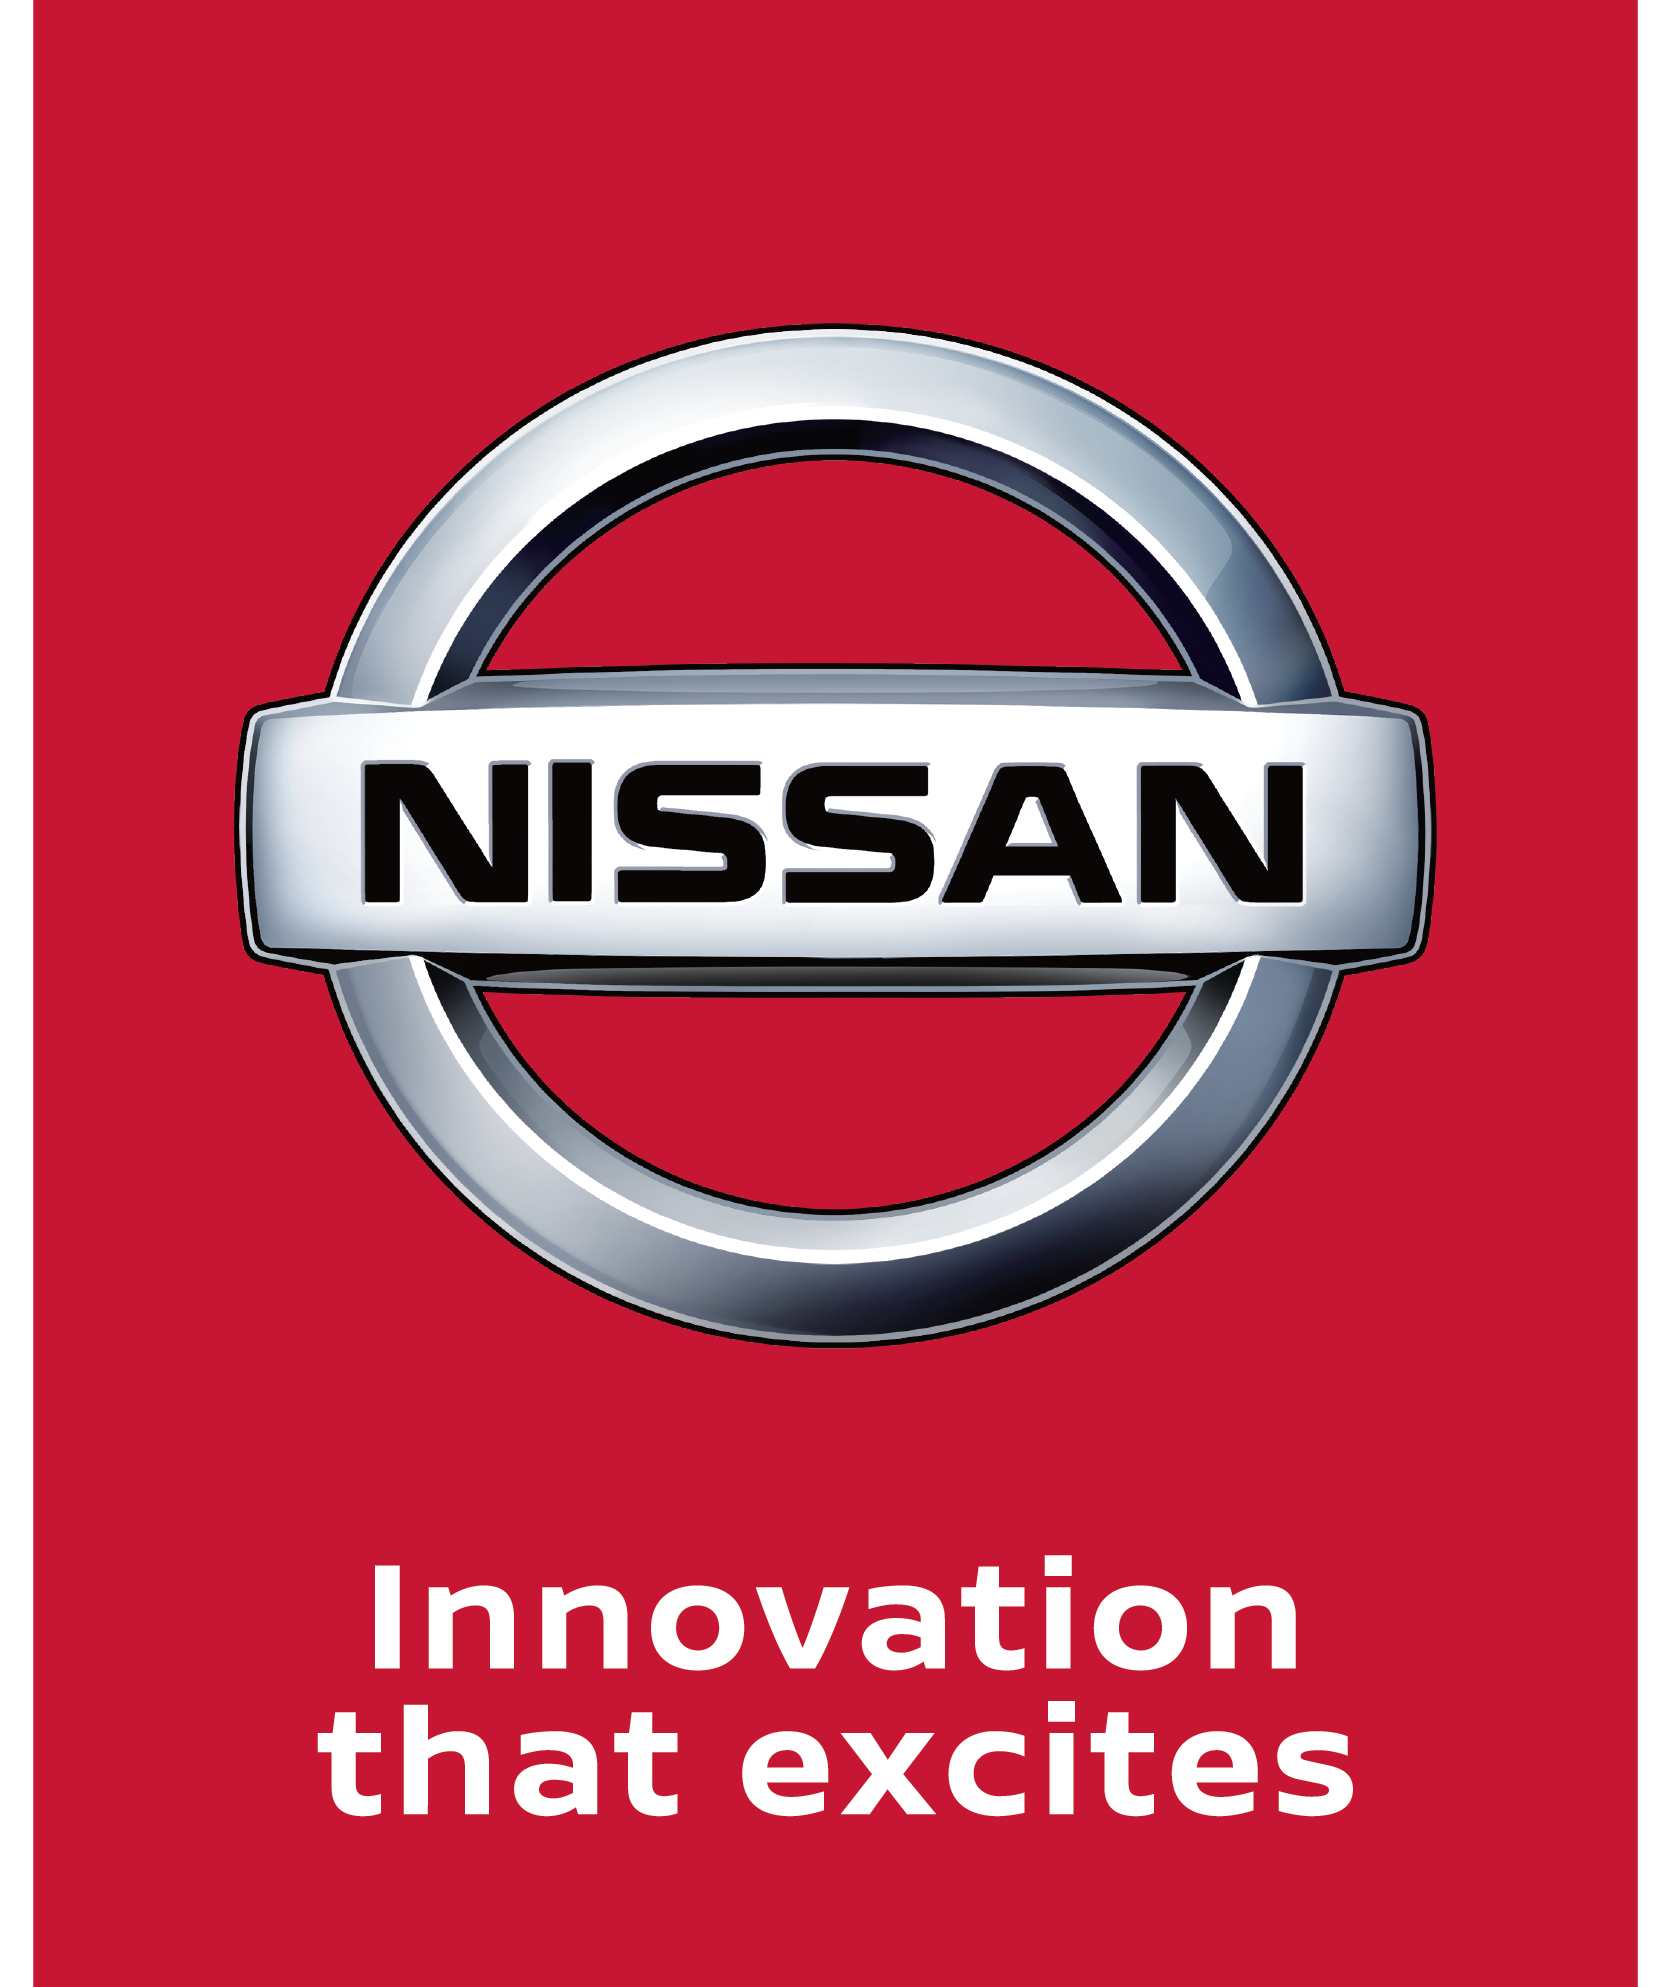 NISSAN
Innovation
that excites